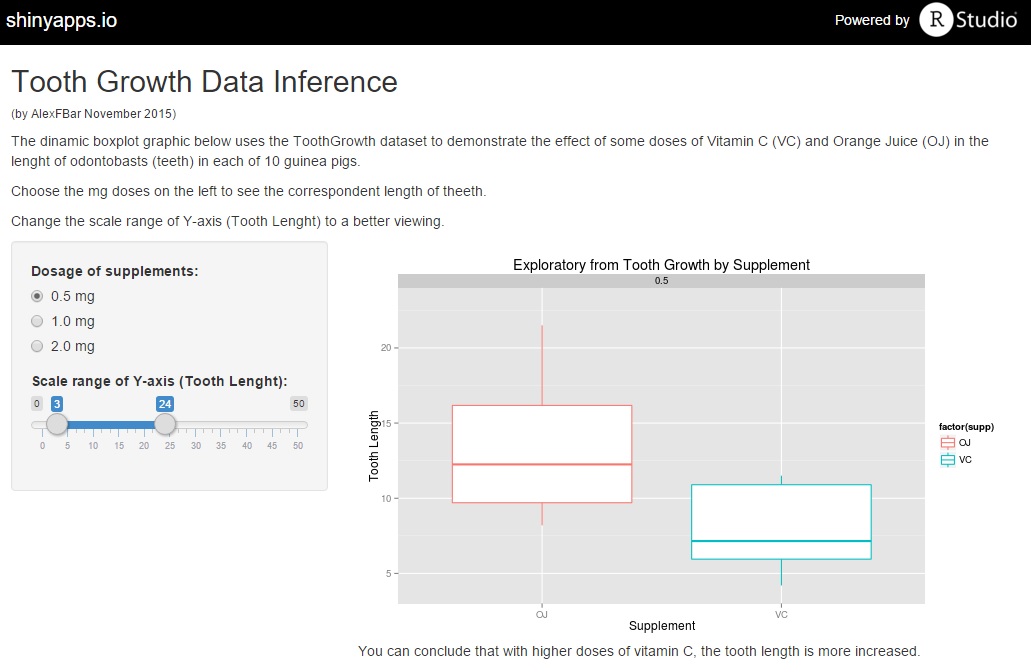 shinyapps.io
Powered by R Studio
Tooth Growth Data Inference
(by AlexFBar November 2015)
The dinamic boxplot graphic below uses the ToothGrowth dataset to demonstrate the effect of some doses of Vitamin C (VC) and Orange Juice (OJ) in the
lenght of odontobasts (teeth) in each of 10 guinea pigs.
Choose the mg doses on the left to see the correspondent length of theeth.
Change the scale range of Y-axis (Tooth Lenght) to a better viewing.
Dosage of supplements:
0.5 mg
1.0 mg
2.0 mg
Scale range of Y-axis (Tooth Lenght):
0 3 24 50
0 5 10 15 20 25 30 35 40 45 50
Exploratory from Tooth Growth by Supplement
0.5
Tooth Length
20
15
10
5
OJ VC
Supplement
factor(supp)
OJ
VC
You can conclude that with higher doses of vitamin C, the tooth length is more increased.